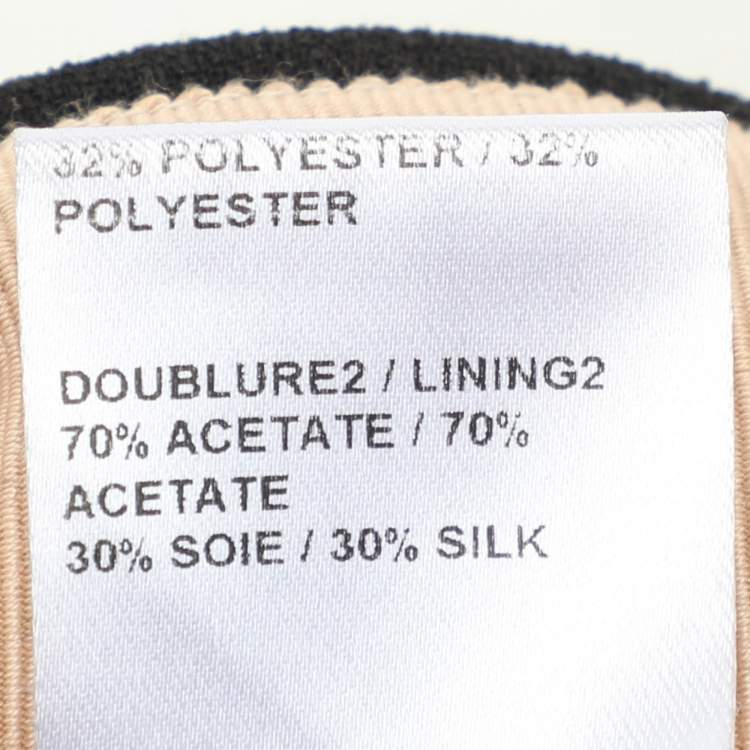 32% POLYESTER / 32%
POLYESTER
DOUBLURE2 / LINING2
70% ACETATE / 70%
ACETATE
30% SOIE / 30% SILK